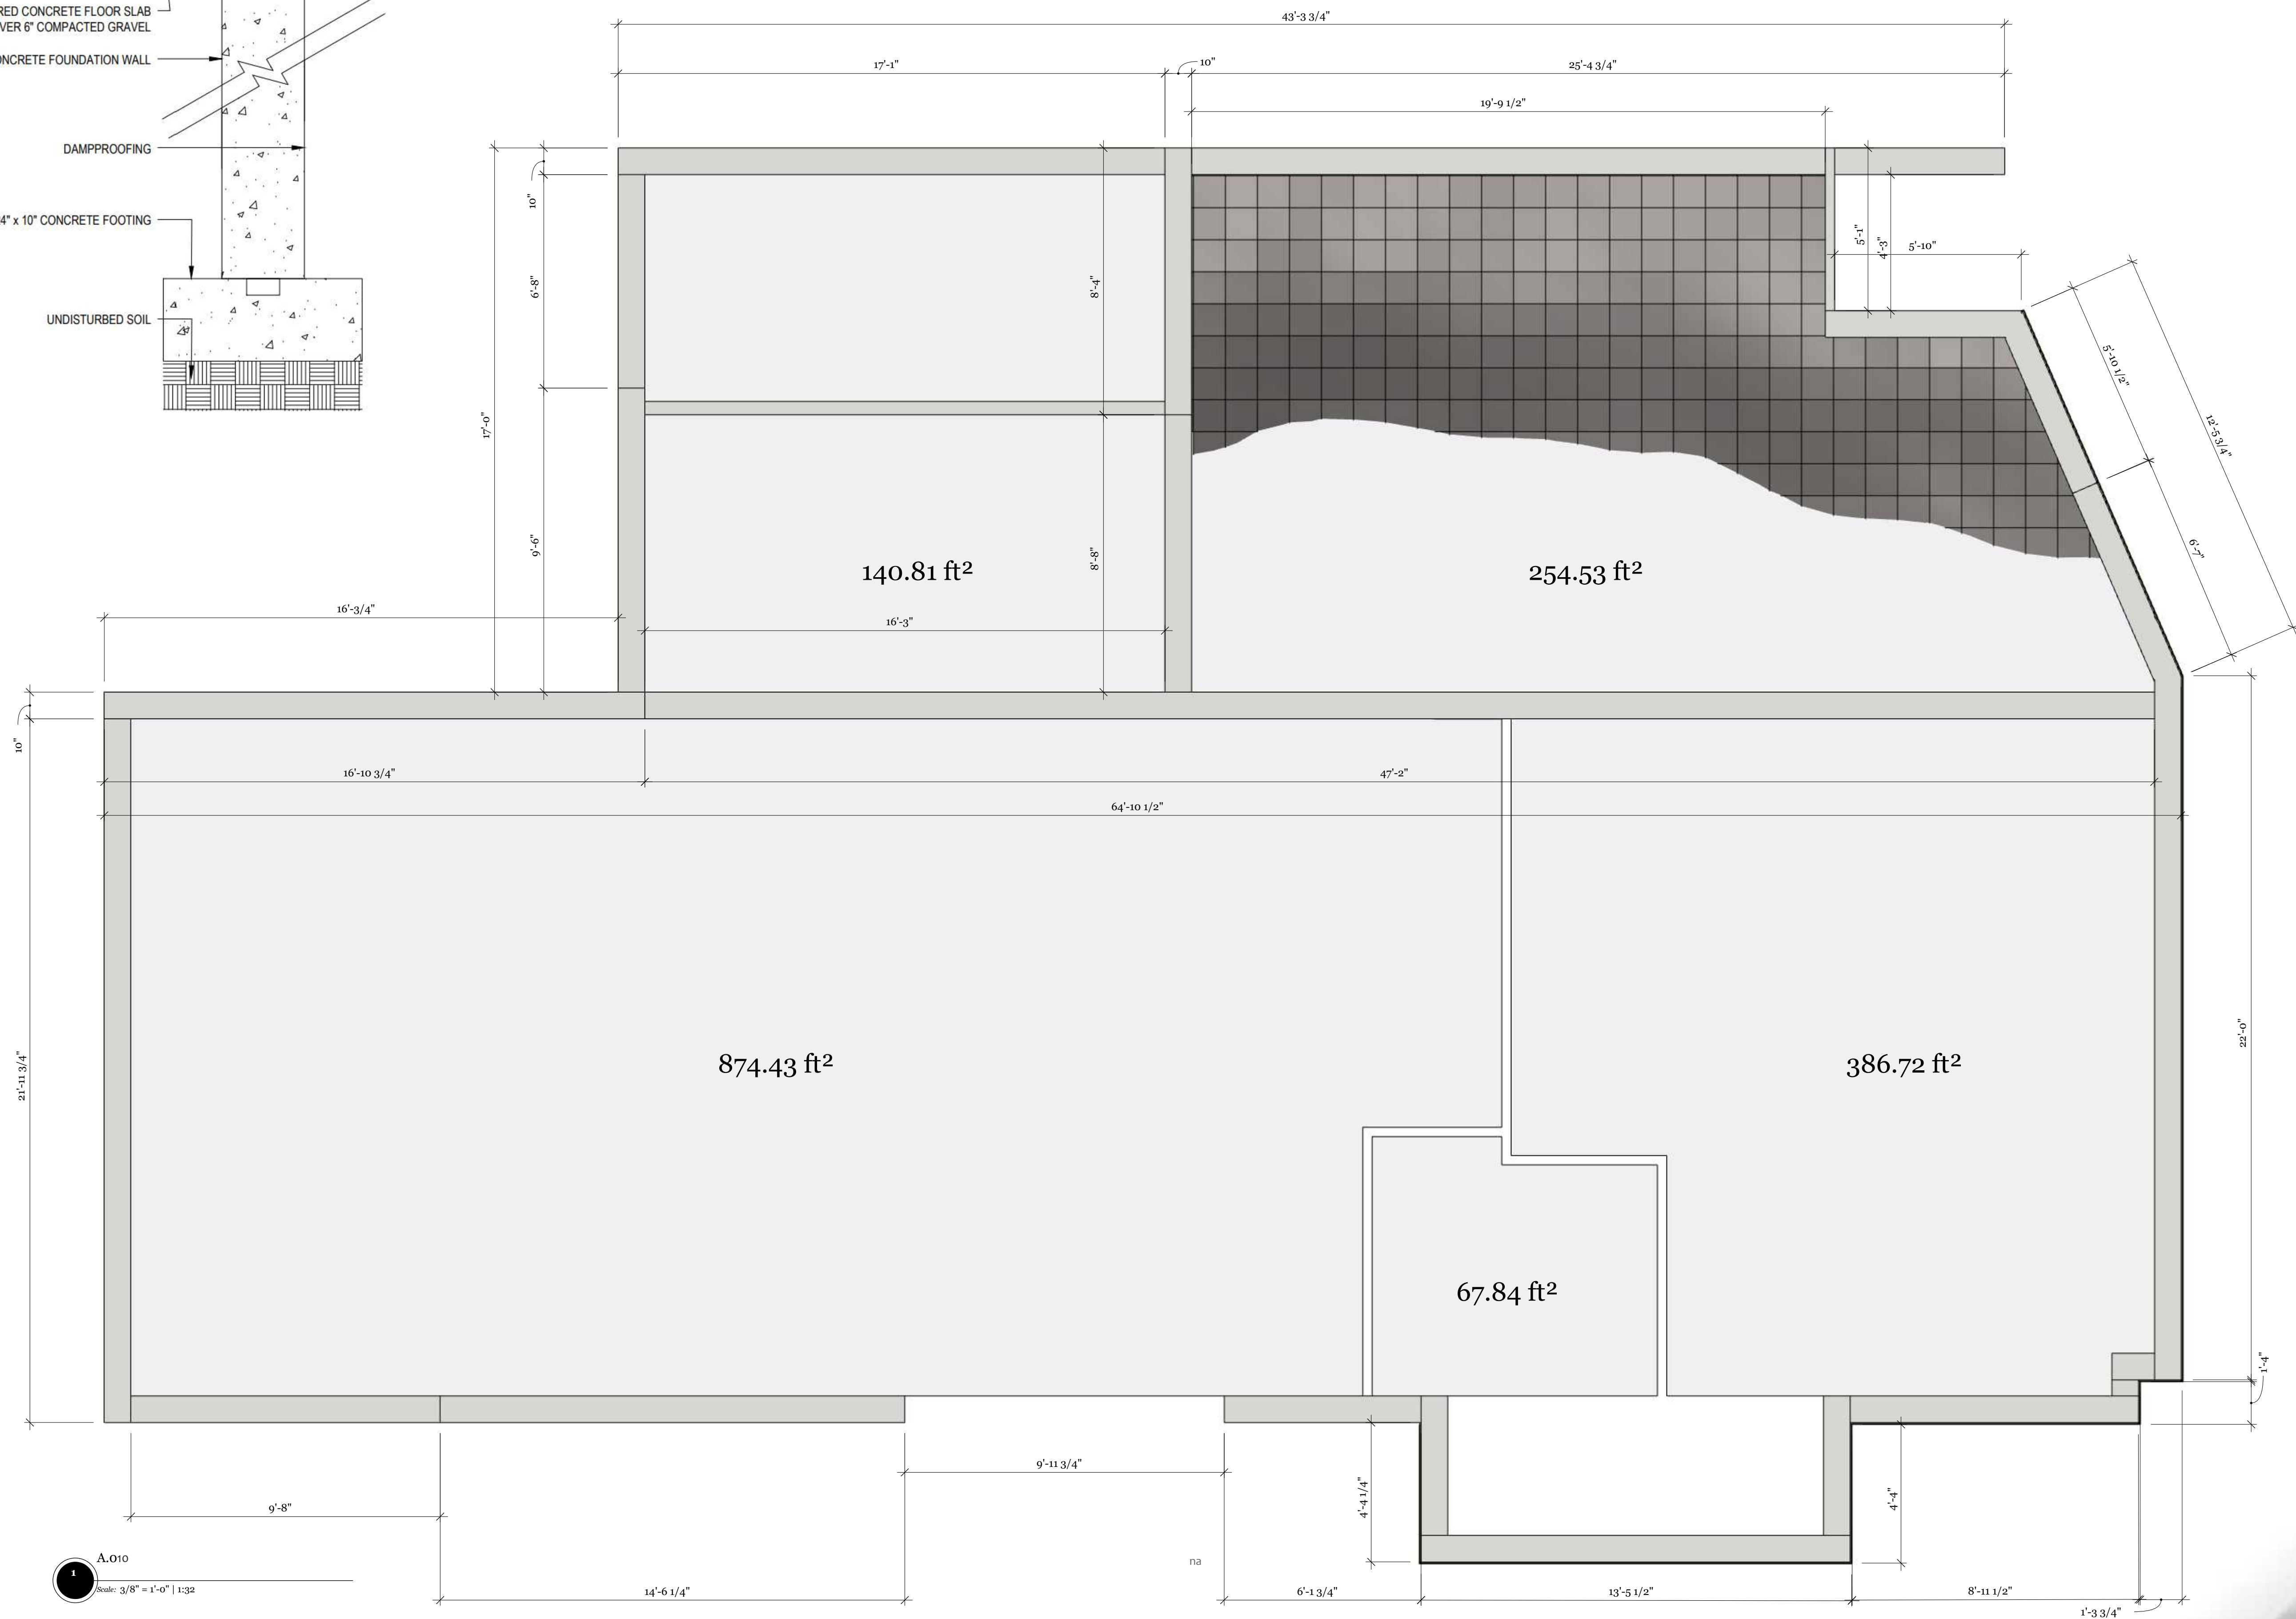 RED CONCRETE FLOOR SLAB
VER 6" COMPACTED GRAVEL
ONCRETE FOUNDATION WALL
DAMPPROOFING
4" x 10" CONCRETE FOOTING
UNDISTURBED SOIL
43'-3 3/4"
17'-1"
10"
25'-4 3/4"
19'-9 1/2"
10"
6'-8"
8'-4"
5'-1"
4'-3"
5'-10"
5'-10 1/2"
12'-5 3/4"
17'-0"
9'-6"
8'-8"
6'-7"
140.81 ft²
254.53 ft²
16'-3/4"
16'-3"
10"
16'-10 3/4"
47'-2"
64'-10 1/2"
21'-11 3/4"
22'-0"
874.43 ft²
386.72 ft²
67.84 ft²
1'-4"
9'-11 3/4"
4'-4 1/4"
4'-4"
9'-8"
na
14'-6 1/4"
6'-1 3/4"
13'-5 1/2"
8'-11 1/2"
1'-3 3/4"
1
A.010
Scale: 3/8" = 1'-0" | 1:32